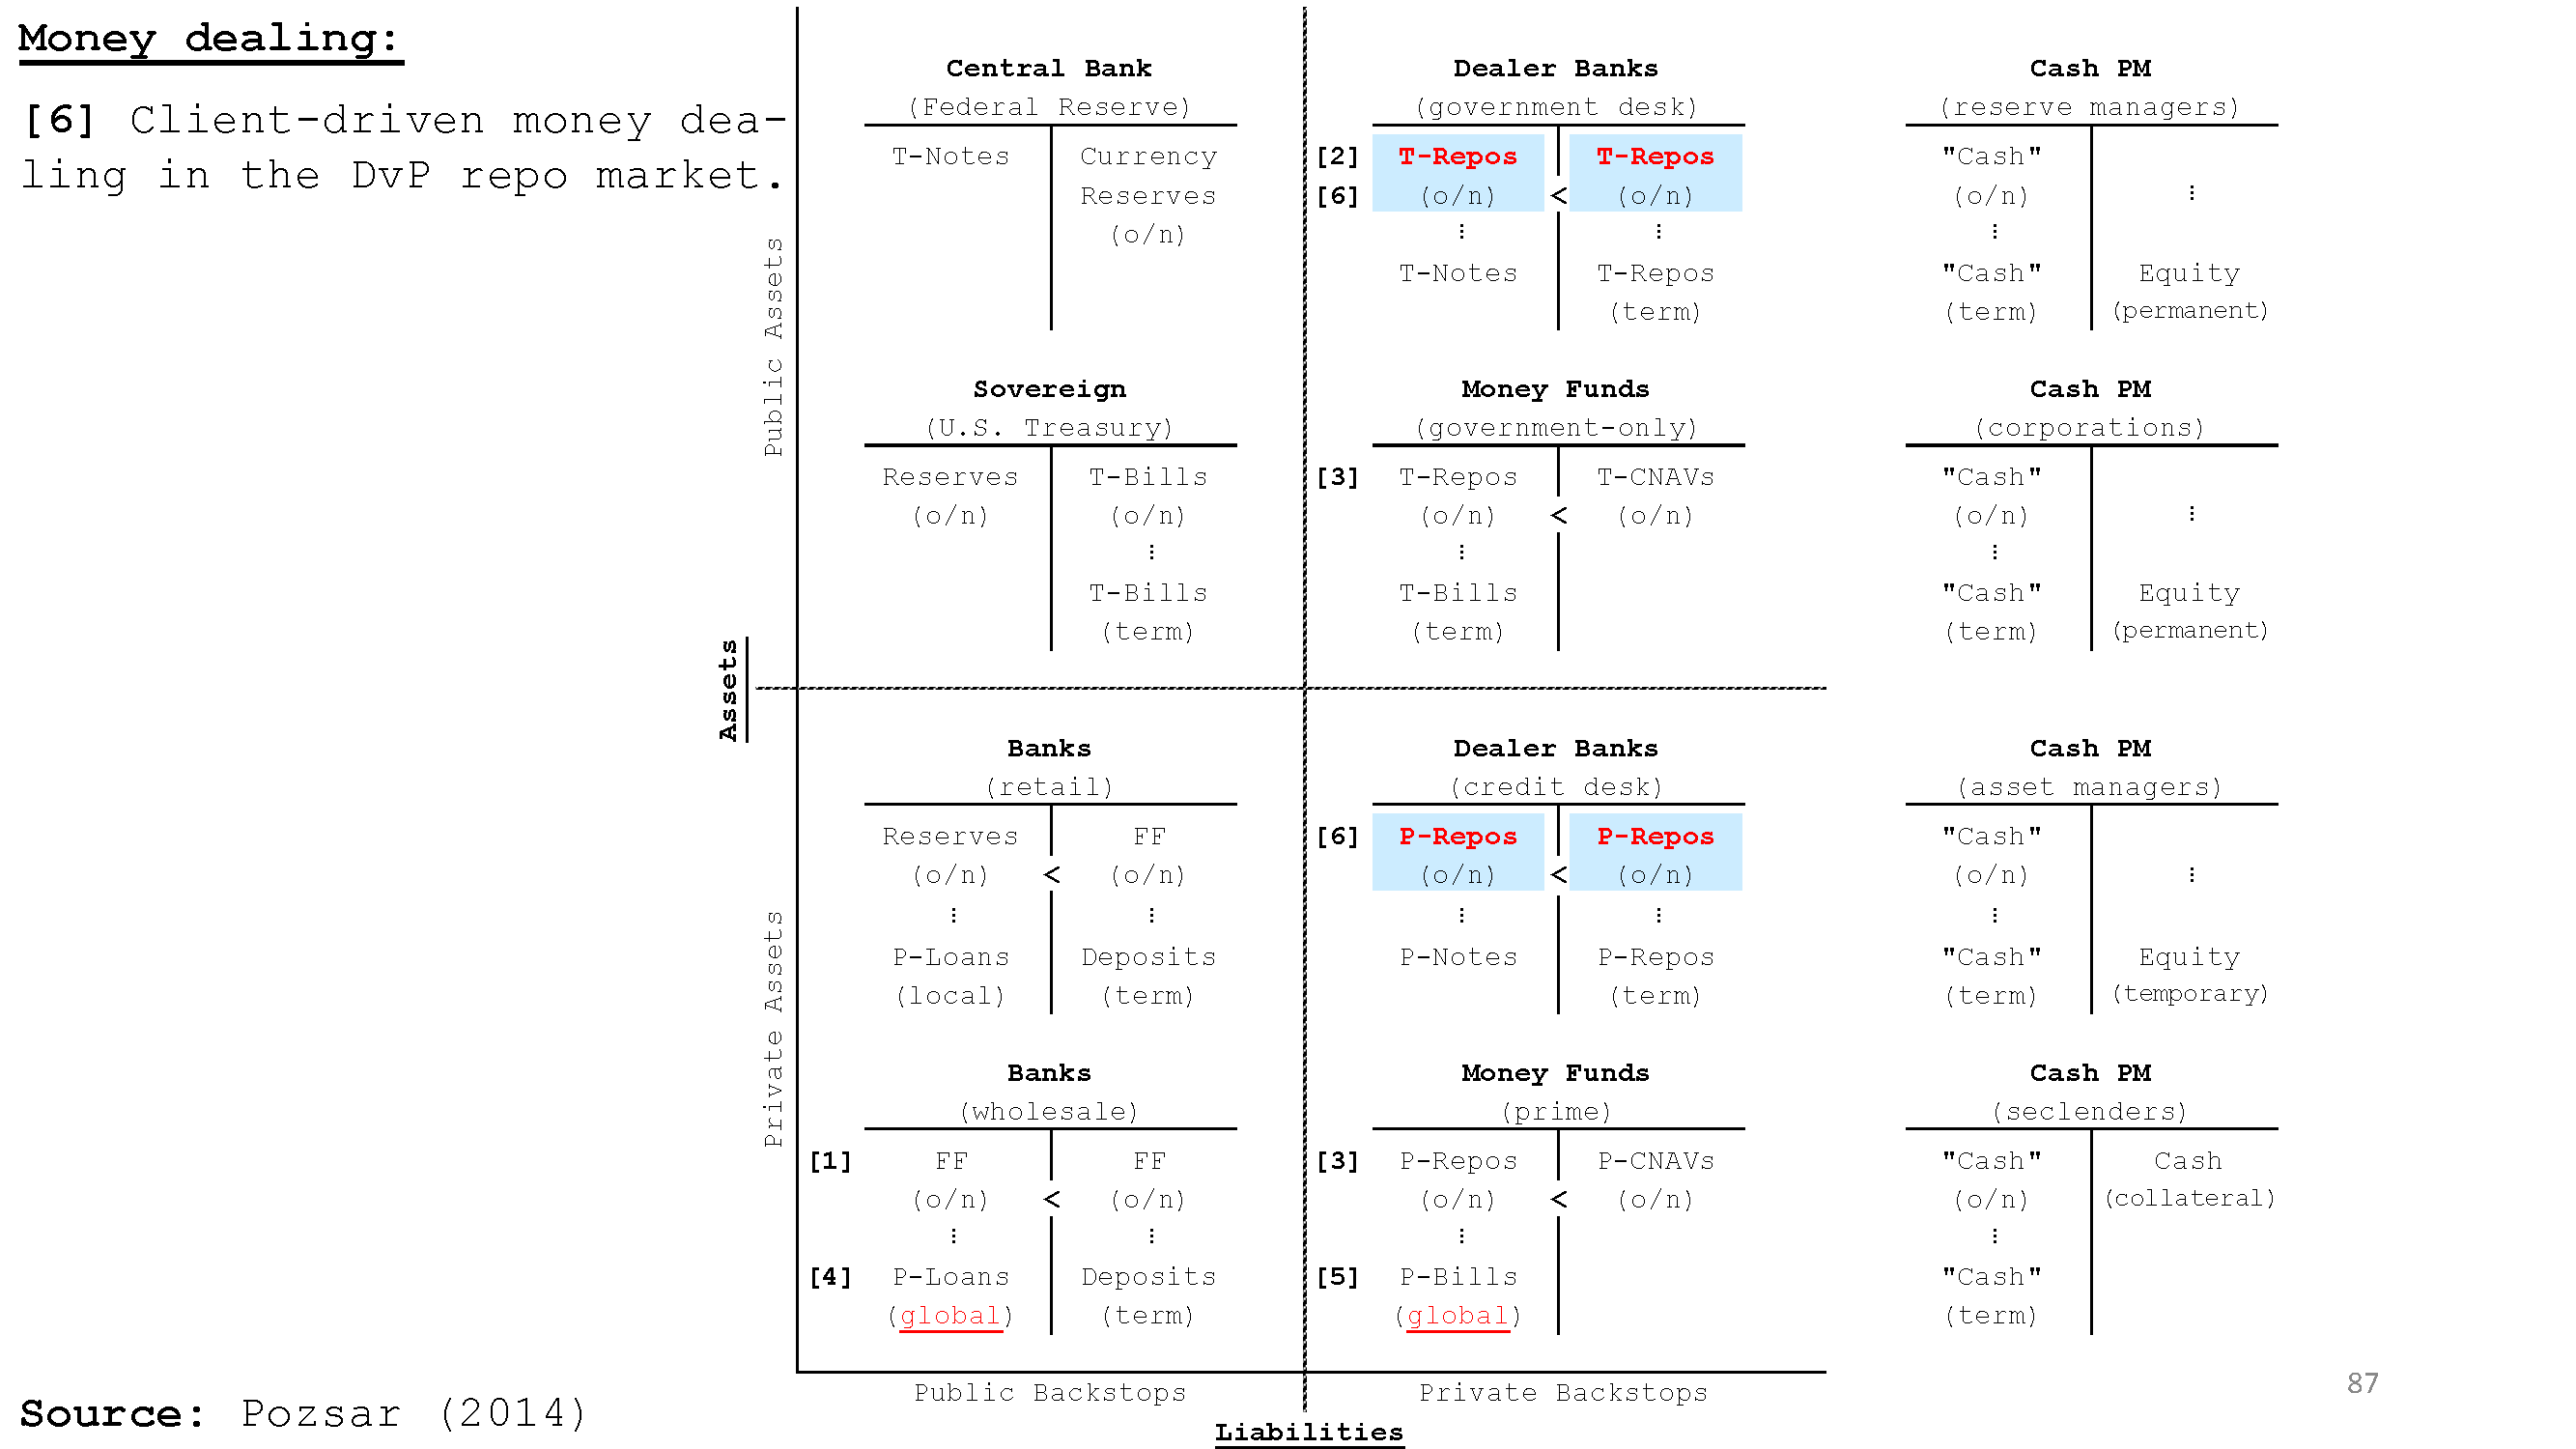 Money dealing:
[6] Client-driven money dea-
ling in the DvP repo market.
Source: Pozsar (2014)
Assets
Public Assets
Private Assets
Central Bank
(Federal Reserve)
T-Notes Currency
Reserves
(o/n)
Dealer Banks
(government desk)
[2] T-Repos T-Repos
[6] (o/n) < (o/n)
⋮ ⋮
T-Notes T-Repos
(term)
Cash PM
(reserve managers)
"Cash"
(o/n) ⋮
⋮
"Cash" Equity
(term) (permanent)
Sovereign
(U.S. Treasury)
Reserves T-Bills
(o/n) (o/n)
⋮
T-Bills
(term)
Money Funds
(government-only)
[3] T-Repos T-CNAVs
(o/n) < (o/n)
⋮
T-Bills
(term)
Cash PM
(corporations)
"Cash"
(o/n) ⋮
⋮
"Cash" Equity
(term) (permanent)
Banks
(retail)
Reserves FF
(o/n) < (o/n)
⋮ ⋮
P-Loans Deposits
(local) (term)
Dealer Banks
(credit desk)
[6] P-Repos P-Repos
(o/n) < (o/n)
⋮ ⋮
P-Notes P-Repos
(term)
Cash PM
(asset managers)
"Cash"
(o/n) ⋮
⋮
"Cash" Equity
(term) (temporary)
Banks
(wholesale)
[1] FF FF
(o/n) < (o/n)
⋮ ⋮
[4] P-Loans Deposits
(global) (term)
Money Funds
(prime)
[3] P-Repos P-CNAVs
(o/n) < (o/n)
⋮
[5] P-Bills
(global)
Cash PM
(seclenders)
"Cash" Cash
(o/n) (collateral)
⋮
"Cash"
(term)
Public Backstops Private Backstops
Liabilities
87